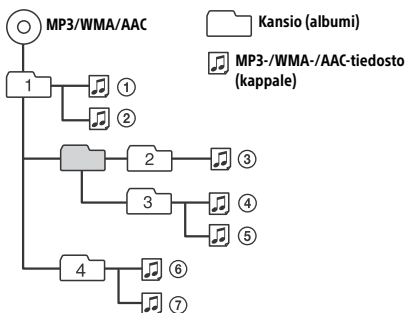 MP3/WMA/AAC
Kansio (albumi)
MP3-/WMA-/AAC-tiedosto
(kappale)
1
①
②
2
③
3
④
⑤
4
⑥
⑦